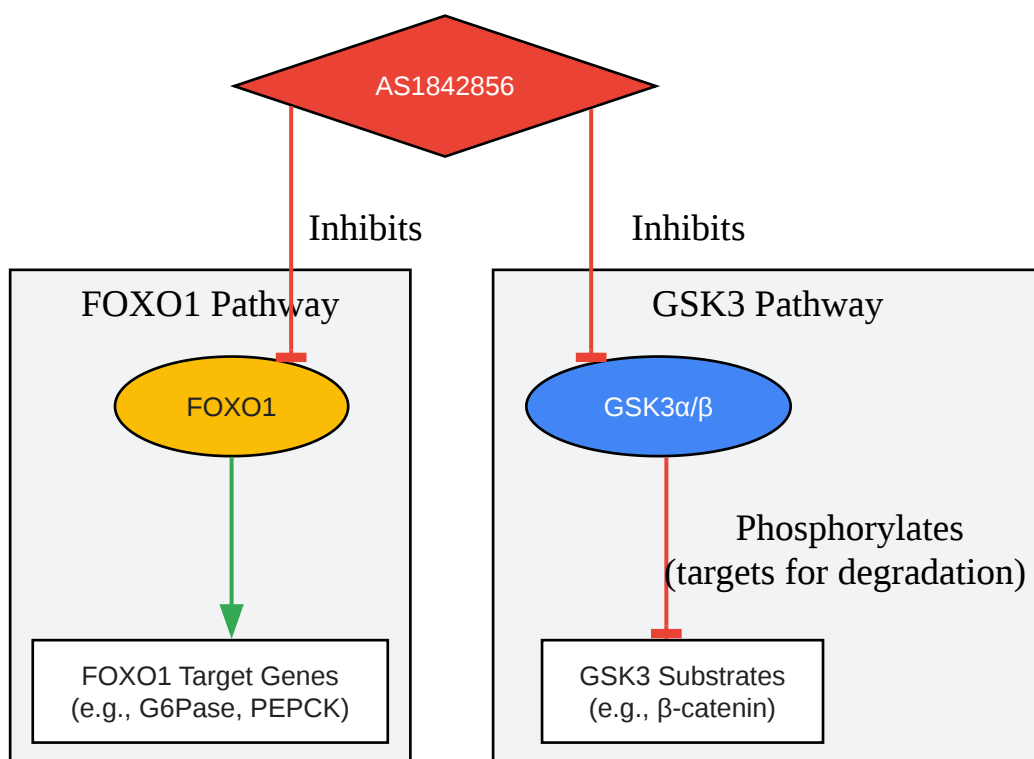 AS1842856
Inhibits
Inhibits
FOXO1 Pathway
GSK3 Pathway
FOXO1
GSK3α/β
Phosphorylates
(targets for degradation)
FOXO1 Target Genes
(e.g., G6Pase, PEPCK)
GSK3 Substrates
(e.g., β-catenin)